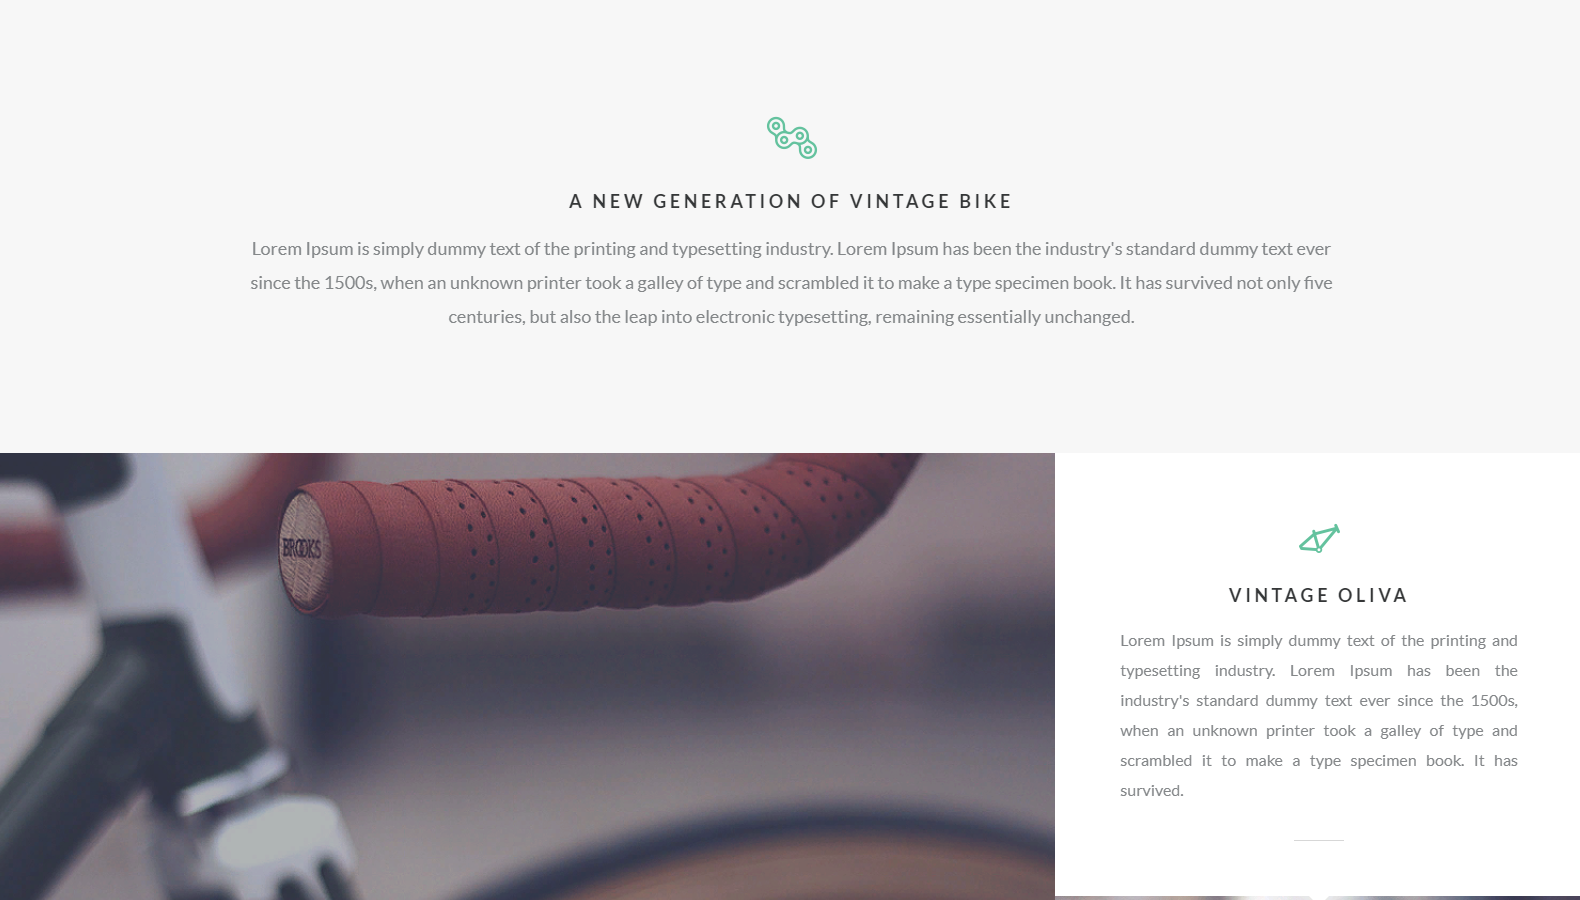 A NEW GENERATION OF VINTAGE BIKE
Lorem Ipsum is simply dummy text of the printing and typesetting industry. Lorem Ipsum has been the industry's standard dummy text ever
since the 1500s, when an unknown printer took a galley of type and scrambled it to make a type specimen book. It has survived not only five
centuries, but also the leap into electronic typesetting, remaining essentially unchanged.
BROOKS
VINTAGE OLIVA
Lorem Ipsum is simply dummy text of the printing and
typesetting industry. Lorem Ipsum has been the
industry's standard dummy text ever since the 1500s,
when an unknown printer took a galley of type and
scrambled it to make a type specimen book. It has
survived.